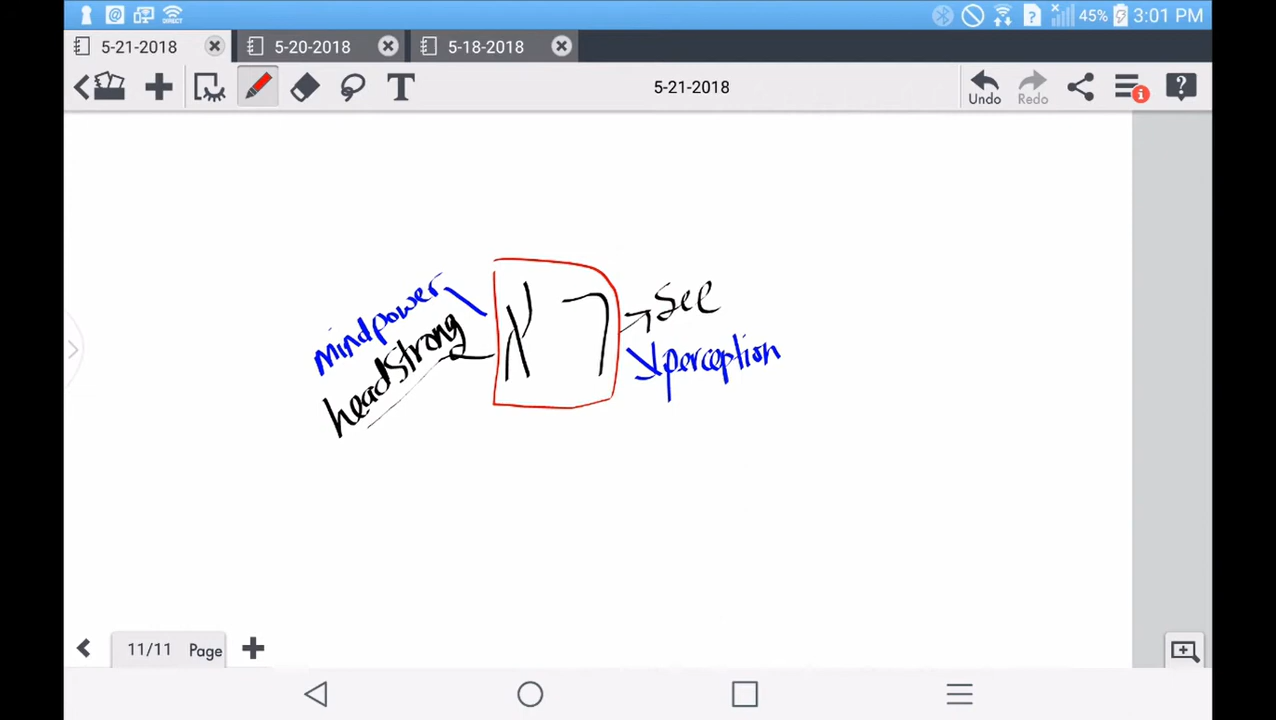 45% 3:01 PM
5-21-2018 5-20-2018 5-18-2018
T 5-21-2018 Undo Redo
mindpower
headstrong
see
perception
11/11 Page